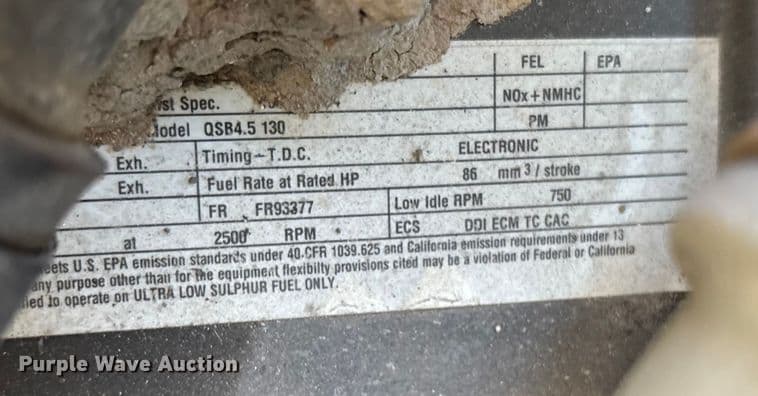 FEL EPA
NOx+NMHC
st Spec.
PM
Model QSB4.5 130
Exh. Timing-T.D.C. ELECTRONIC
Exh. Fuel Rate at Rated HP 86 mm3/ stroke
FR FR93377 Low Idle RPM 750
at 2500 RPM ECS DDI ECM TC CAC
eets U.S. EPA emission standards under 40 CFR 1039.625 and California emission requirements under 13
any purpose other than for the equipment flexibilty provisions cited may be a violation of Federal or California
ied to operate on ULTRA LOW SULPHUR FUEL ONLY.
Purple Wave Auction